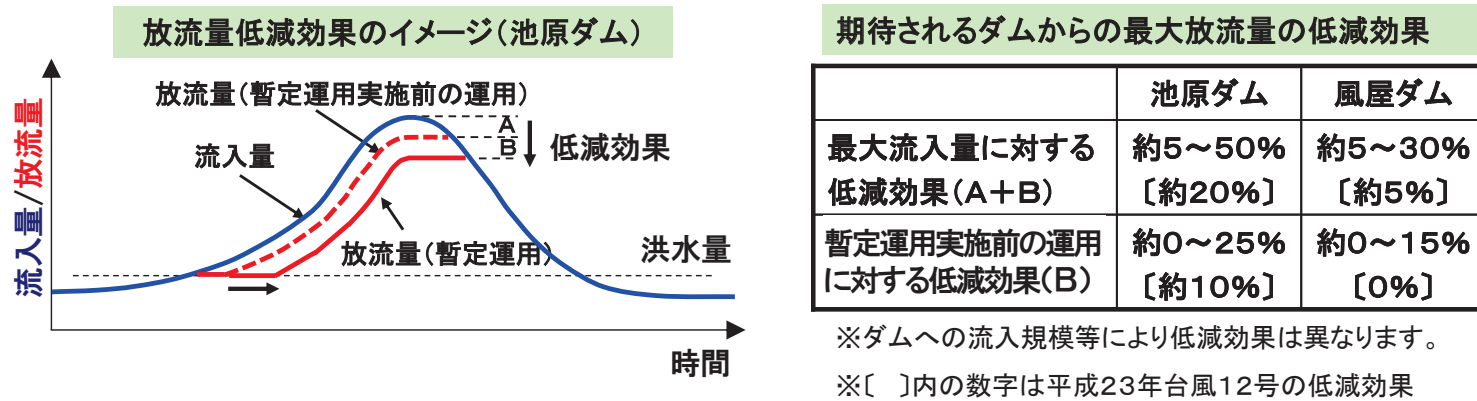 放流量低減効果のイメージ(池原ダム)
流入量/放流量
放流量(暫定運用実施前の運用)
流入量
A
B
低減効果
放流量(暫定運用)
洪水量
時間
期待されるダムからの最大放流量の低減効果
池原ダム 風屋ダム
最大流入量に対する 約5～50% 約5～30%
低減効果(A+B) 〔約20%〕 〔約5%〕
暫定運用実施前の運用 約0～25% 約0～15%
に対する低減効果(B) 〔約10%〕 〔0%〕
※ダムへの流入規模等により低減効果は異なります。
※〔 〕内の数字は平成23年台風12号の低減効果